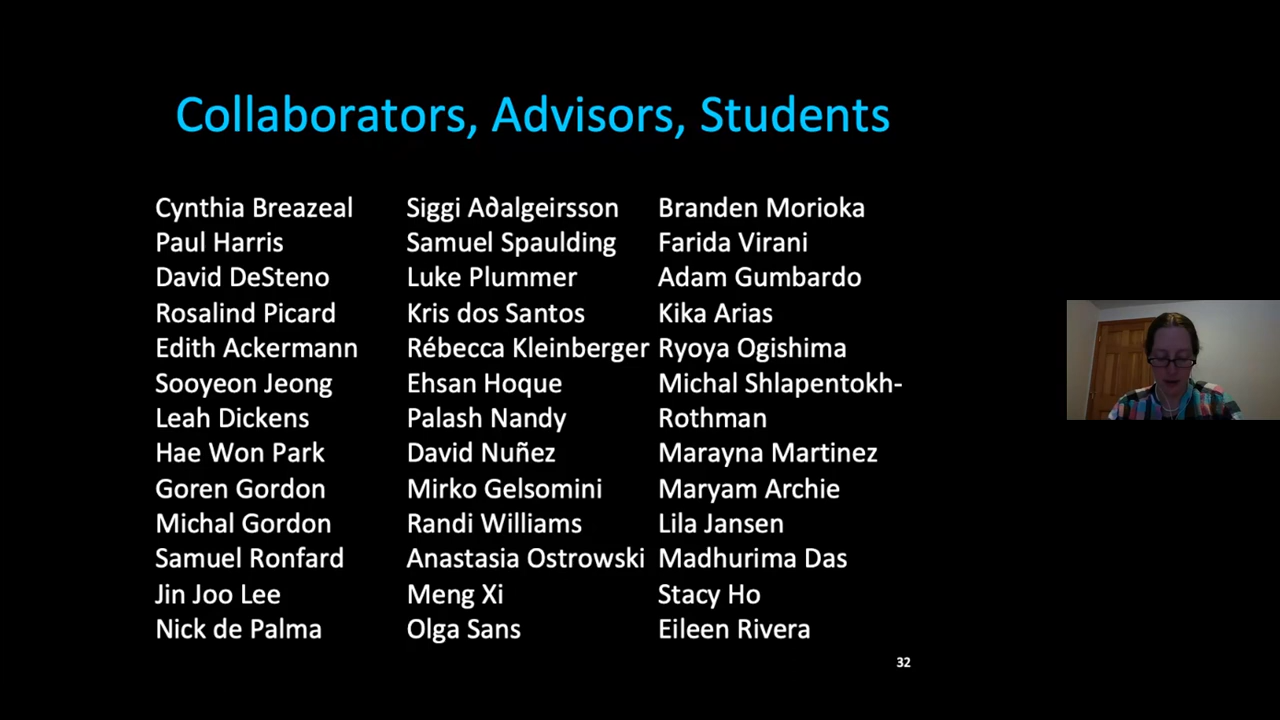 Collaborators, Advisors, Students
Cynthia Breazeal
Paul Harris
David DeSteno
Rosalind Picard
Edith Ackermann
Sooyeon Jeong
Leah Dickens
Hae Won Park
Goren Gordon
Michal Gordon
Samuel Ronfard
Jin Joo Lee
Nick de Palma
Siggi A∂algeirsson
Samuel Spaulding
Luke Plummer
Kris dos Santos
Rébecca Kleinberger
Ehsan Hoque
Palash Nandy
David Nuñez
Mirko Gelsomini
Randi Williams
Anastasia Ostrowski
Meng Xi
Olga Sans
Branden Morioka
Farida Virani
Adam Gumbardo
Kika Arias
Ryoya Ogishima
Michal Shlapentokh-
Rothman
Marayna Martinez
Maryam Archie
Lila Jansen
Madhurima Das
Stacy Ho
Eileen Rivera
32